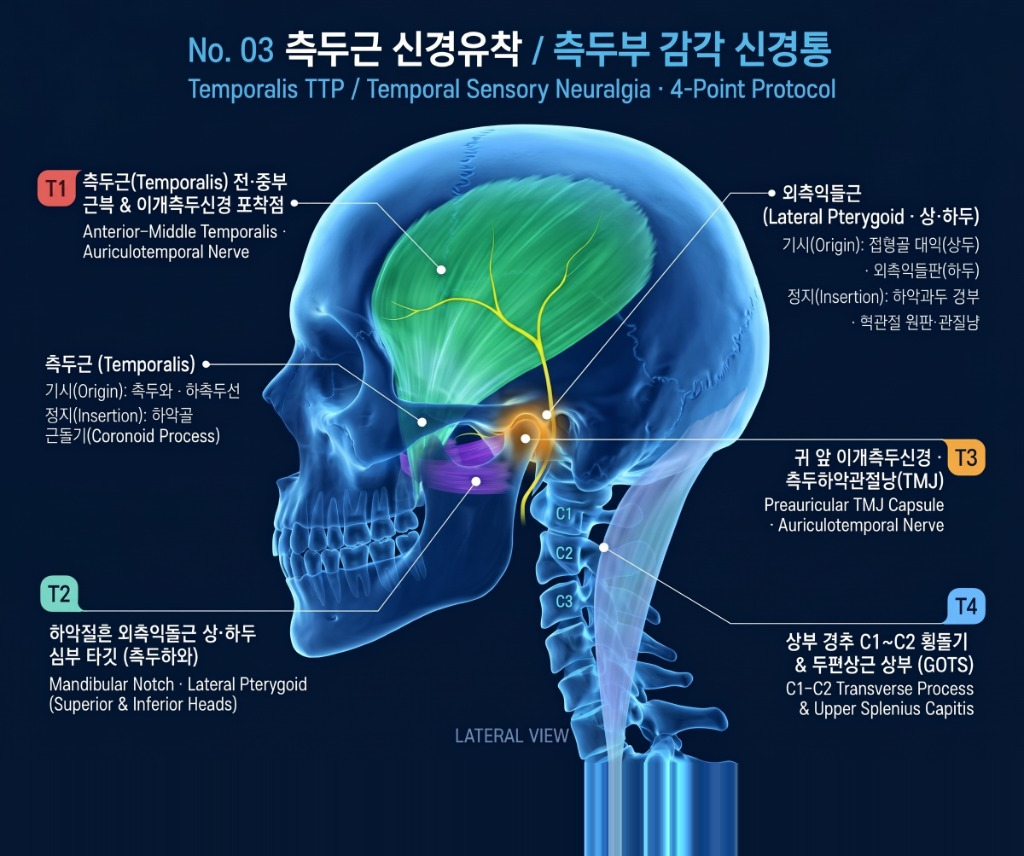 No. 03 측두근 신경유착 / 측두부 감각 신경통
Temporalis TTP / Temporal Sensory Neuralgia · 4-Point Protocol
T1
측두근(Temporalis) 전·중부
근복 & 이개측두신경 포착점
Anterior–Middle Temporalis ·
Auriculotemporal Nerve
외측익들근
(Lateral Pterygoid · 상·하두)
기시(Origin): 접형골 대익(상두)
· 외측익들판(하두)
정지(Insertion): 하악과두 경부
· 혁관절 원판·관질냥
측두근 (Temporalis)
기시(Origin): 측두와 · 하측두선
정지(Insertion): 하악골
근돌기(Coronoid Process)
T3
귀 앞 이개측두신경 ·
측두하악관절낭(TMJ)
Preauricular TMJ Capsule
· Auriculotemporal Nerve
C1
C2
C3
T2
하악절흔 외측익돌근 상·하두
심부 타깃 (측두하와)
Mandibular Notch · Lateral Pterygoid
(Superior & Inferior Heads)
T4
상부 경추 C1~C2 횡돌기
& 두편상근 상부 (GOTS)
C1–C2 Transverse Process
& Upper Splenius Capitis
LATERAL VIEW